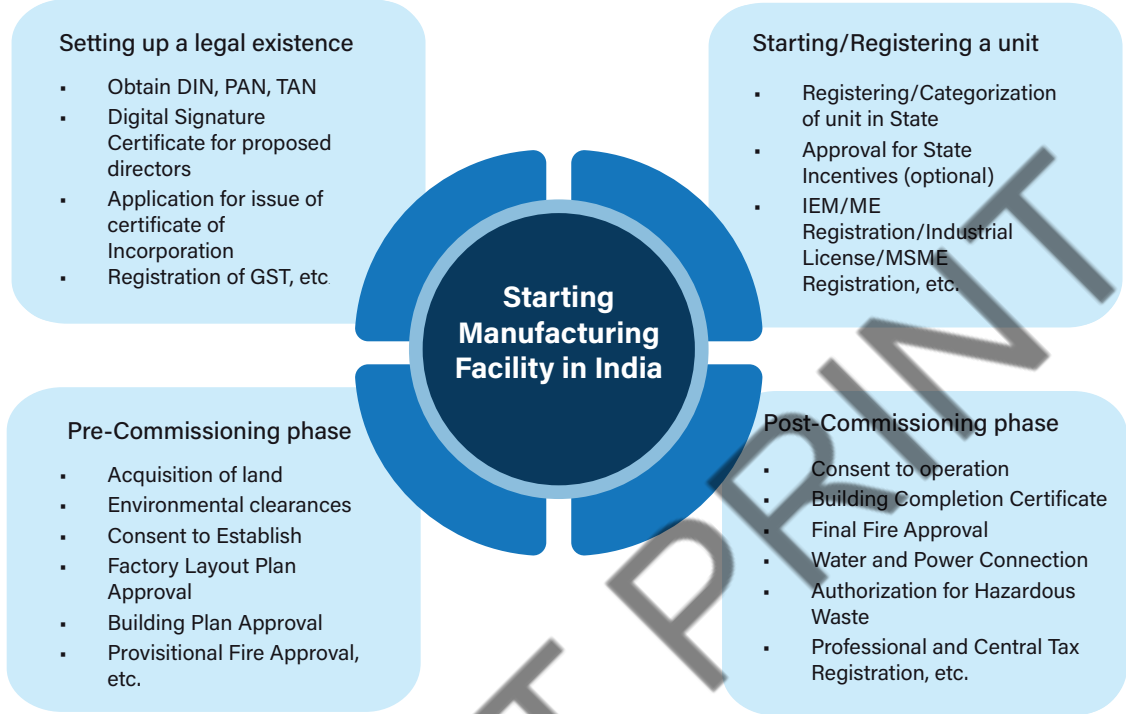 Setting up a legal existence
▪ Obtain DIN, PAN, TAN
▪ Digital Signature
Certificate for proposed
directors
▪ Application for issue of
certificate of
Incorporation
▪ Registration of GST, etc.
Starting/Registering a unit
▪ Registering/Categorization
of unit in State
▪ Approval for State
Incentives (optional)
▪ IEM/ME
Registration/Industrial
License/MSME
Registration, etc.
Starting
Manufacturing
Facility in India
Pre-Commissioning phase
▪ Acquisition of land
▪ Environmental clearances
▪ Consent to Establish
▪ Factory Layout Plan
Approval
▪ Building Plan Approval
▪ Provisitional Fire Approval,
etc.
Post-Commissioning phase
▪ Consent to operation
▪ Building Completion Certificate
▪ Final Fire Approval
▪ Water and Power Connection
▪ Authorization for Hazardous
Waste
▪ Professional and Central Tax
Registration, etc.
T PRINT